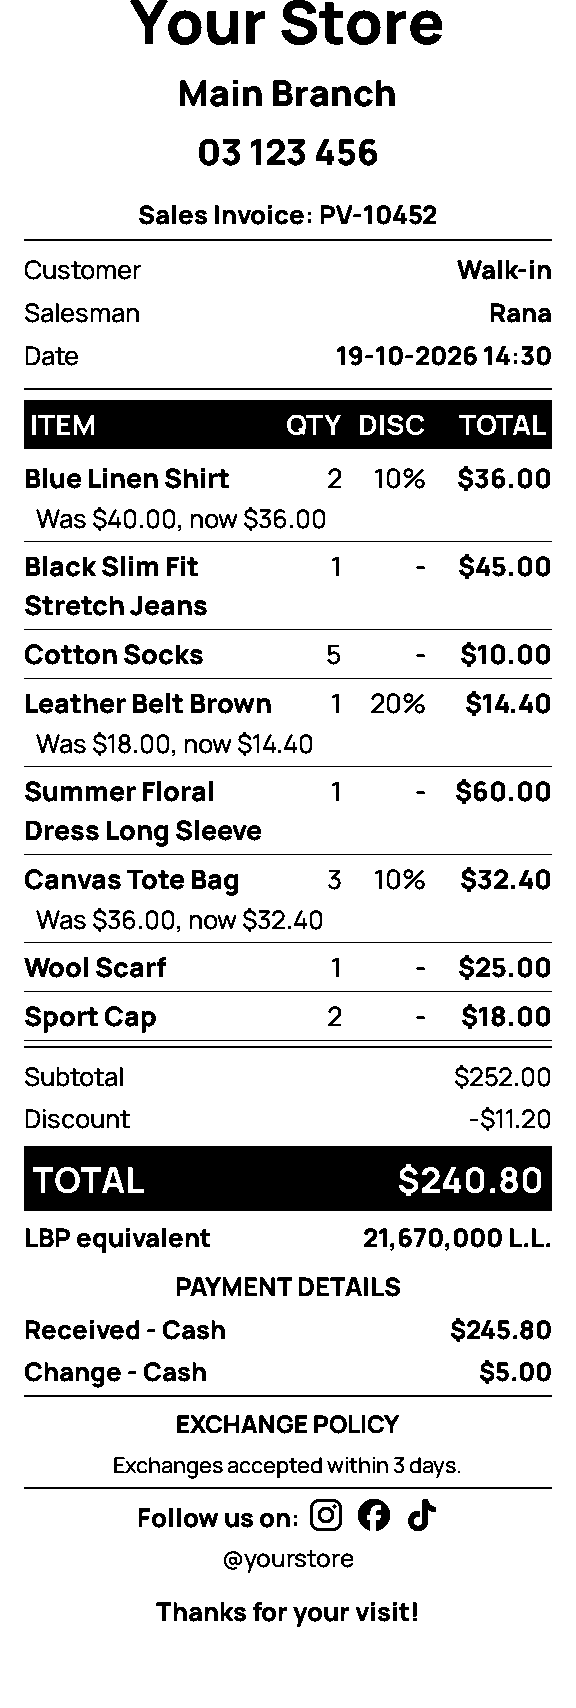 Your Store
Main Branch
03 123 456
Sales Invoice: PV-10452
Customer Walk-in
Salesman Rana
Date 19-10-2026 14:30
ITEM QTY DISC TOTAL
Blue Linen Shirt 2 10% $36.00
Was $40.00, now $36.00
Black Slim Fit 1 - $45.00
Stretch Jeans
Cotton Socks 5 - $10.00
Leather Belt Brown 1 20% $14.40
Was $18.00, now $14.40
Summer Floral 1 - $60.00
Dress Long Sleeve
Canvas Tote Bag 3 10% $32.40
Was $36.00, now $32.40
Wool Scarf 1 - $25.00
Sport Cap 2 - $18.00
Subtotal $252.00
Discount -$11.20
TOTAL $240.80
LBP equivalent 21,670,000 L.L.
PAYMENT DETAILS
Received - Cash $245.80
Change - Cash $5.00
EXCHANGE POLICY
Exchanges accepted within 3 days.
Follow us on:
@yourstore
Thanks for your visit!